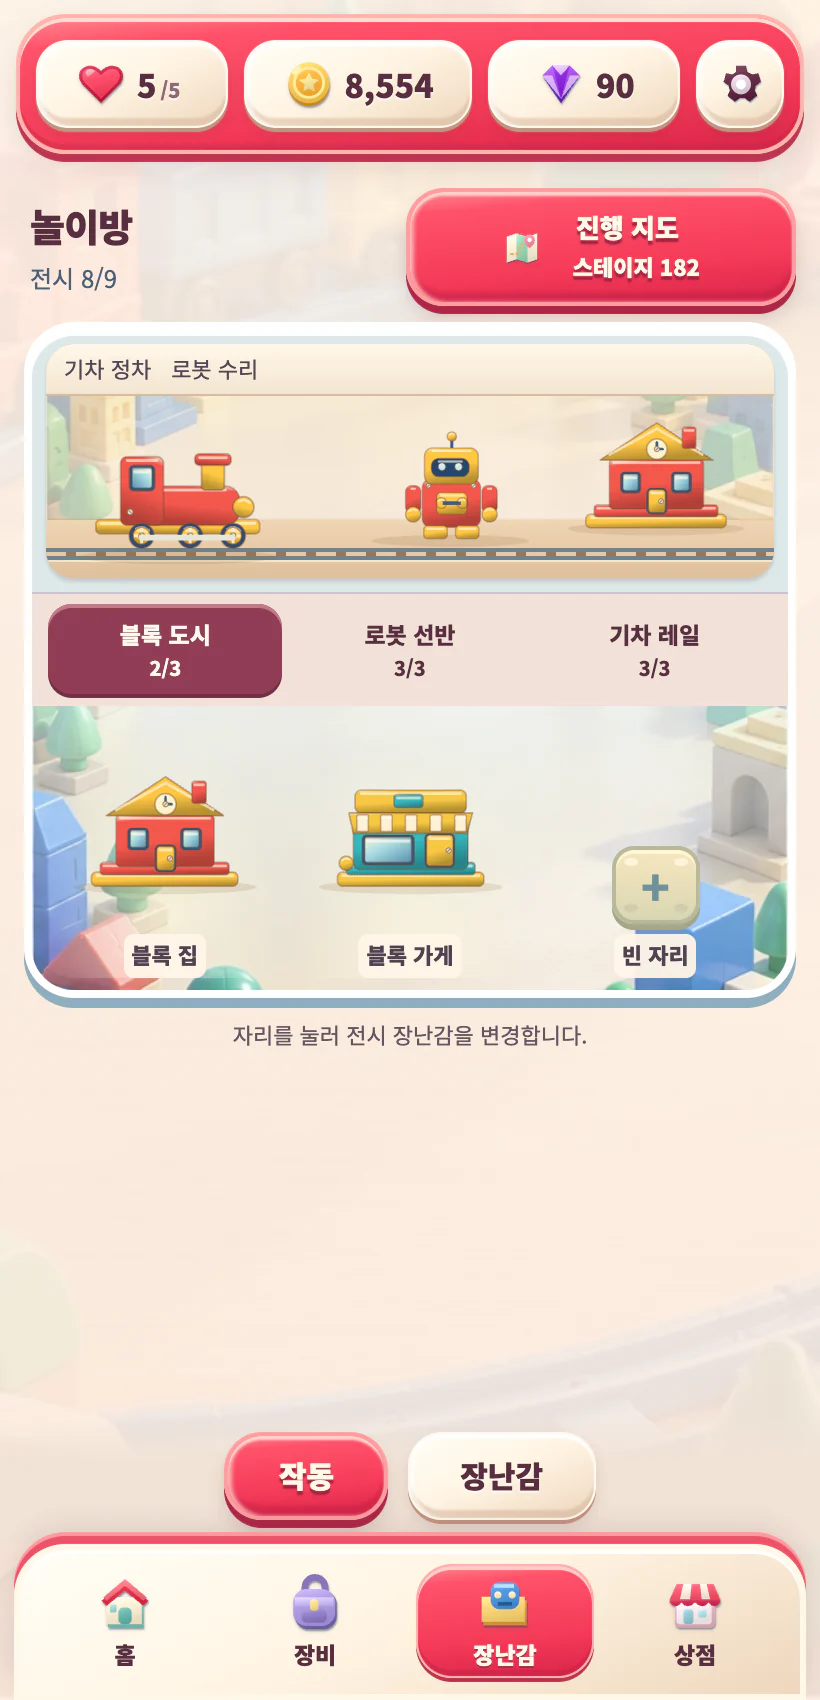 5/5
8,554
90
놀이방
전시 8/9
진행 지도
스테이지 182
기차 정차 로봇 수리
블록 도시
2/3
로봇 선반
3/3
기차 레일
3/3
블록 집
블록 가게
+
빈 자리
자리를 눌러 전시 장난감을 변경합니다.
작동
장난감
홈
장비
장난감
상점